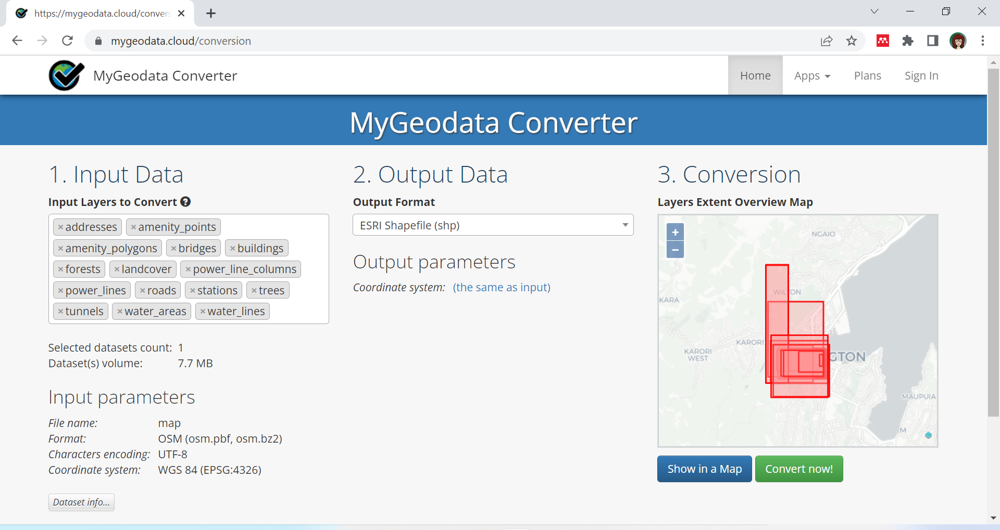 https://mygeodata.cloud/convers
mygeodata.cloud/conversion
MyGeodata Converter
Home
Apps
Plans
Sign In
MyGeodata Converter
1. Input Data
Input Layers to Convert ?
× addresses × amenity_points
× amenity_polygons × bridges × buildings
× forests × landcover × power_line_columns
× power_lines × roads × stations × trees
× tunnels × water_areas × water_lines
Selected datasets count: 1
Dataset(s) volume: 7.7 MB
Input parameters
File name: map
Format: OSM (osm.pbf, osm.bz2)
Characters encoding: UTF-8
Coordinate system: WGS 84 (EPSG:4326)
Dataset info...
2. Output Data
Output Format
ESRI Shapefile (shp)
Output parameters
Coordinate system: (the same as input)
3. Conversion
Layers Extent Overview Map
+
−
NGAIO
WILTON
KARA
KARORI
KARORI
WEST
GTON
MAUPUIA
M
Show in a Map
Convert now!